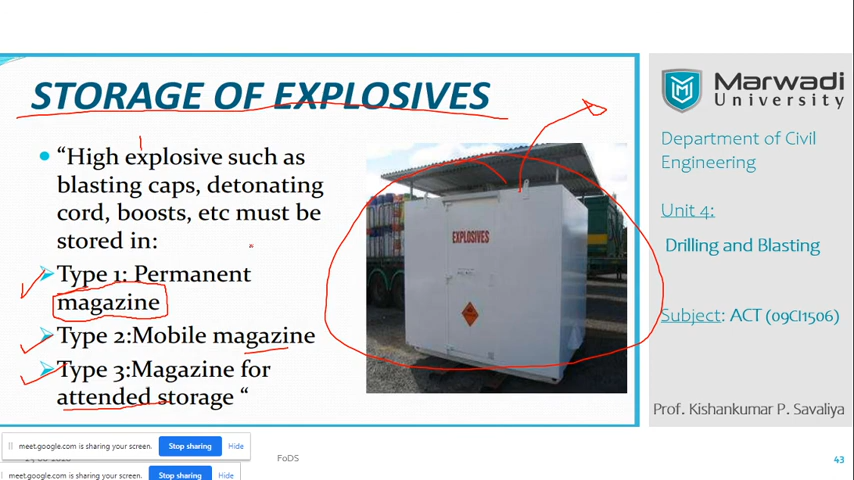 STORAGE OF EXPLOSIVES
“High explosive such as
blasting caps, detonating
cord, boosts, etc must be
stored in:
Type 1: Permanent
magazine
Type 2:Mobile magazine
Type 3:Magazine for
attended storage “
EXPLOSIVES
Marwadi
University
Department of Civil
Engineering
Unit 4:
Drilling and Blasting
Subject: ACT (09CI1506)
Prof. Kishankumar P. Savaliya
meet.google.com is sharing your screen.
Stop sharing
Hide
FoDS
43
meet.google.com is sharing your screen.
Stop sharing
Hide